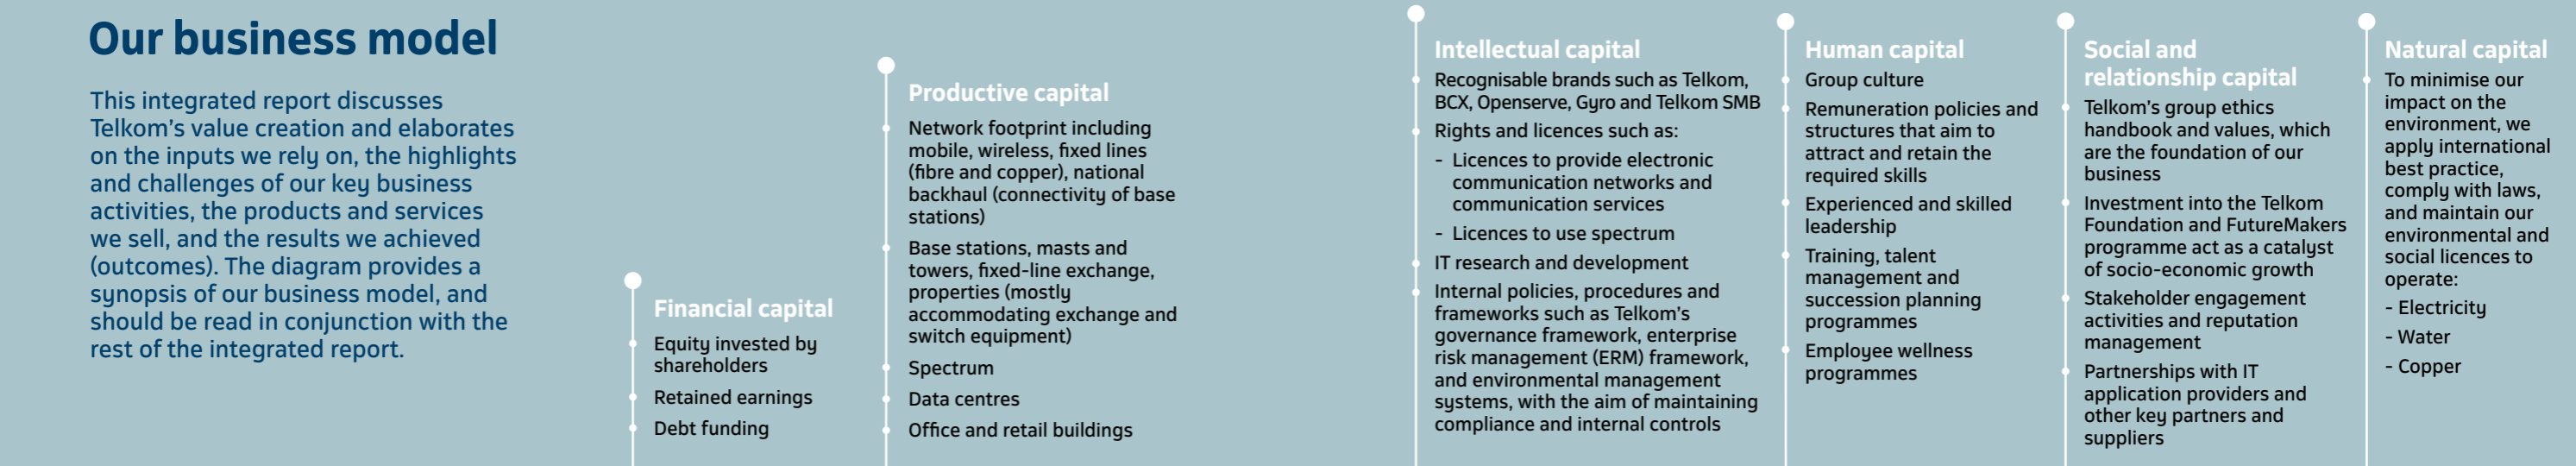 Our business model
This integrated report discusses
Telkom's value creation and elaborates
on the inputs we rely on, the highlights
and challenges of our key business
activities, the products and services
we sell, and the results we achieved
(outcomes). The diagram provides a
synopsis of our business model, and
should be read in conjunction with the
rest of the integrated report.
Financial capital
Equity invested by
shareholders
Retained earnings
Debt funding
Productive capital
Network footprint including
mobile, wireless, fixed lines
(fibre and copper), national
backhaul (connectivity of base
stations)
Base stations, masts and
towers, fixed-line exchange,
properties (mostly
accommodating exchange and
switch equipment)
Spectrum
Data centres
Office and retail buildings
Intellectual capital
Recognisable brands such as Telkom,
BCX, Openserve, Gyro and Telkom SMB
Rights and licences such as:
- Licences to provide electronic
communication networks and
communication services
- Licences to use spectrum
IT research and development
Internal policies, procedures and
frameworks such as Telkom's
governance framework, enterprise
risk management (ERM) framework,
and environmental management
systems, with the aim of maintaining
compliance and internal controls
Human capital
Group culture
Remuneration policies and
structures that aim to
attract and retain the
required skills
Experienced and skilled
leadership
Training, talent
management and
succession planning
programmes
Employee wellness
programmes
Social and
relationship capital
Telkom's group ethics
handbook and values, which
are the foundation of our
business
Investment into the Telkom
Foundation and FutureMakers
programme act as a catalyst
of socio-economic growth
Stakeholder engagement
activities and reputation
management
Partnerships with IT
application providers and
other key partners and
suppliers
Natural capital
To minimise our
impact on the
environment, we
apply international
best practice,
comply with laws,
and maintain our
environmental and
social licences to
operate:
- Electricity
- Water
- Copper